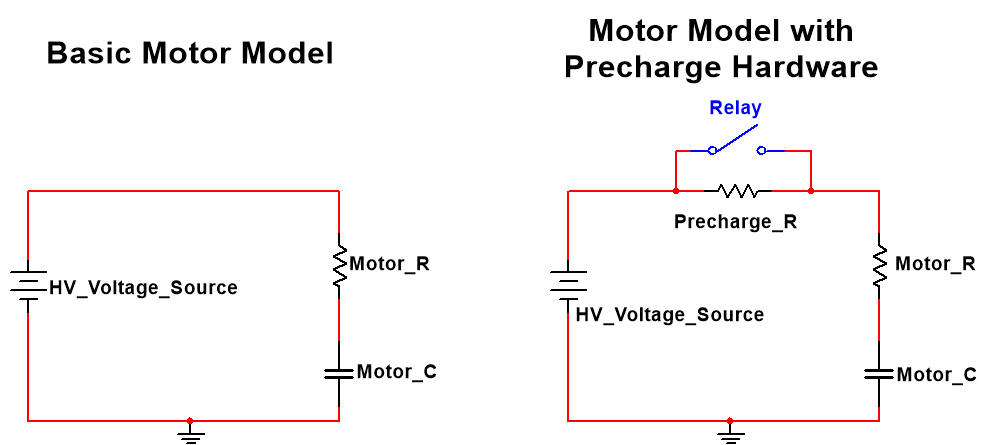 Basic Motor Model
HV_Voltage_Source
Motor_R
Motor_C
Motor Model with
Precharge Hardware
Relay
Precharge_R
HV_Voltage_Source
Motor_R
Motor_C